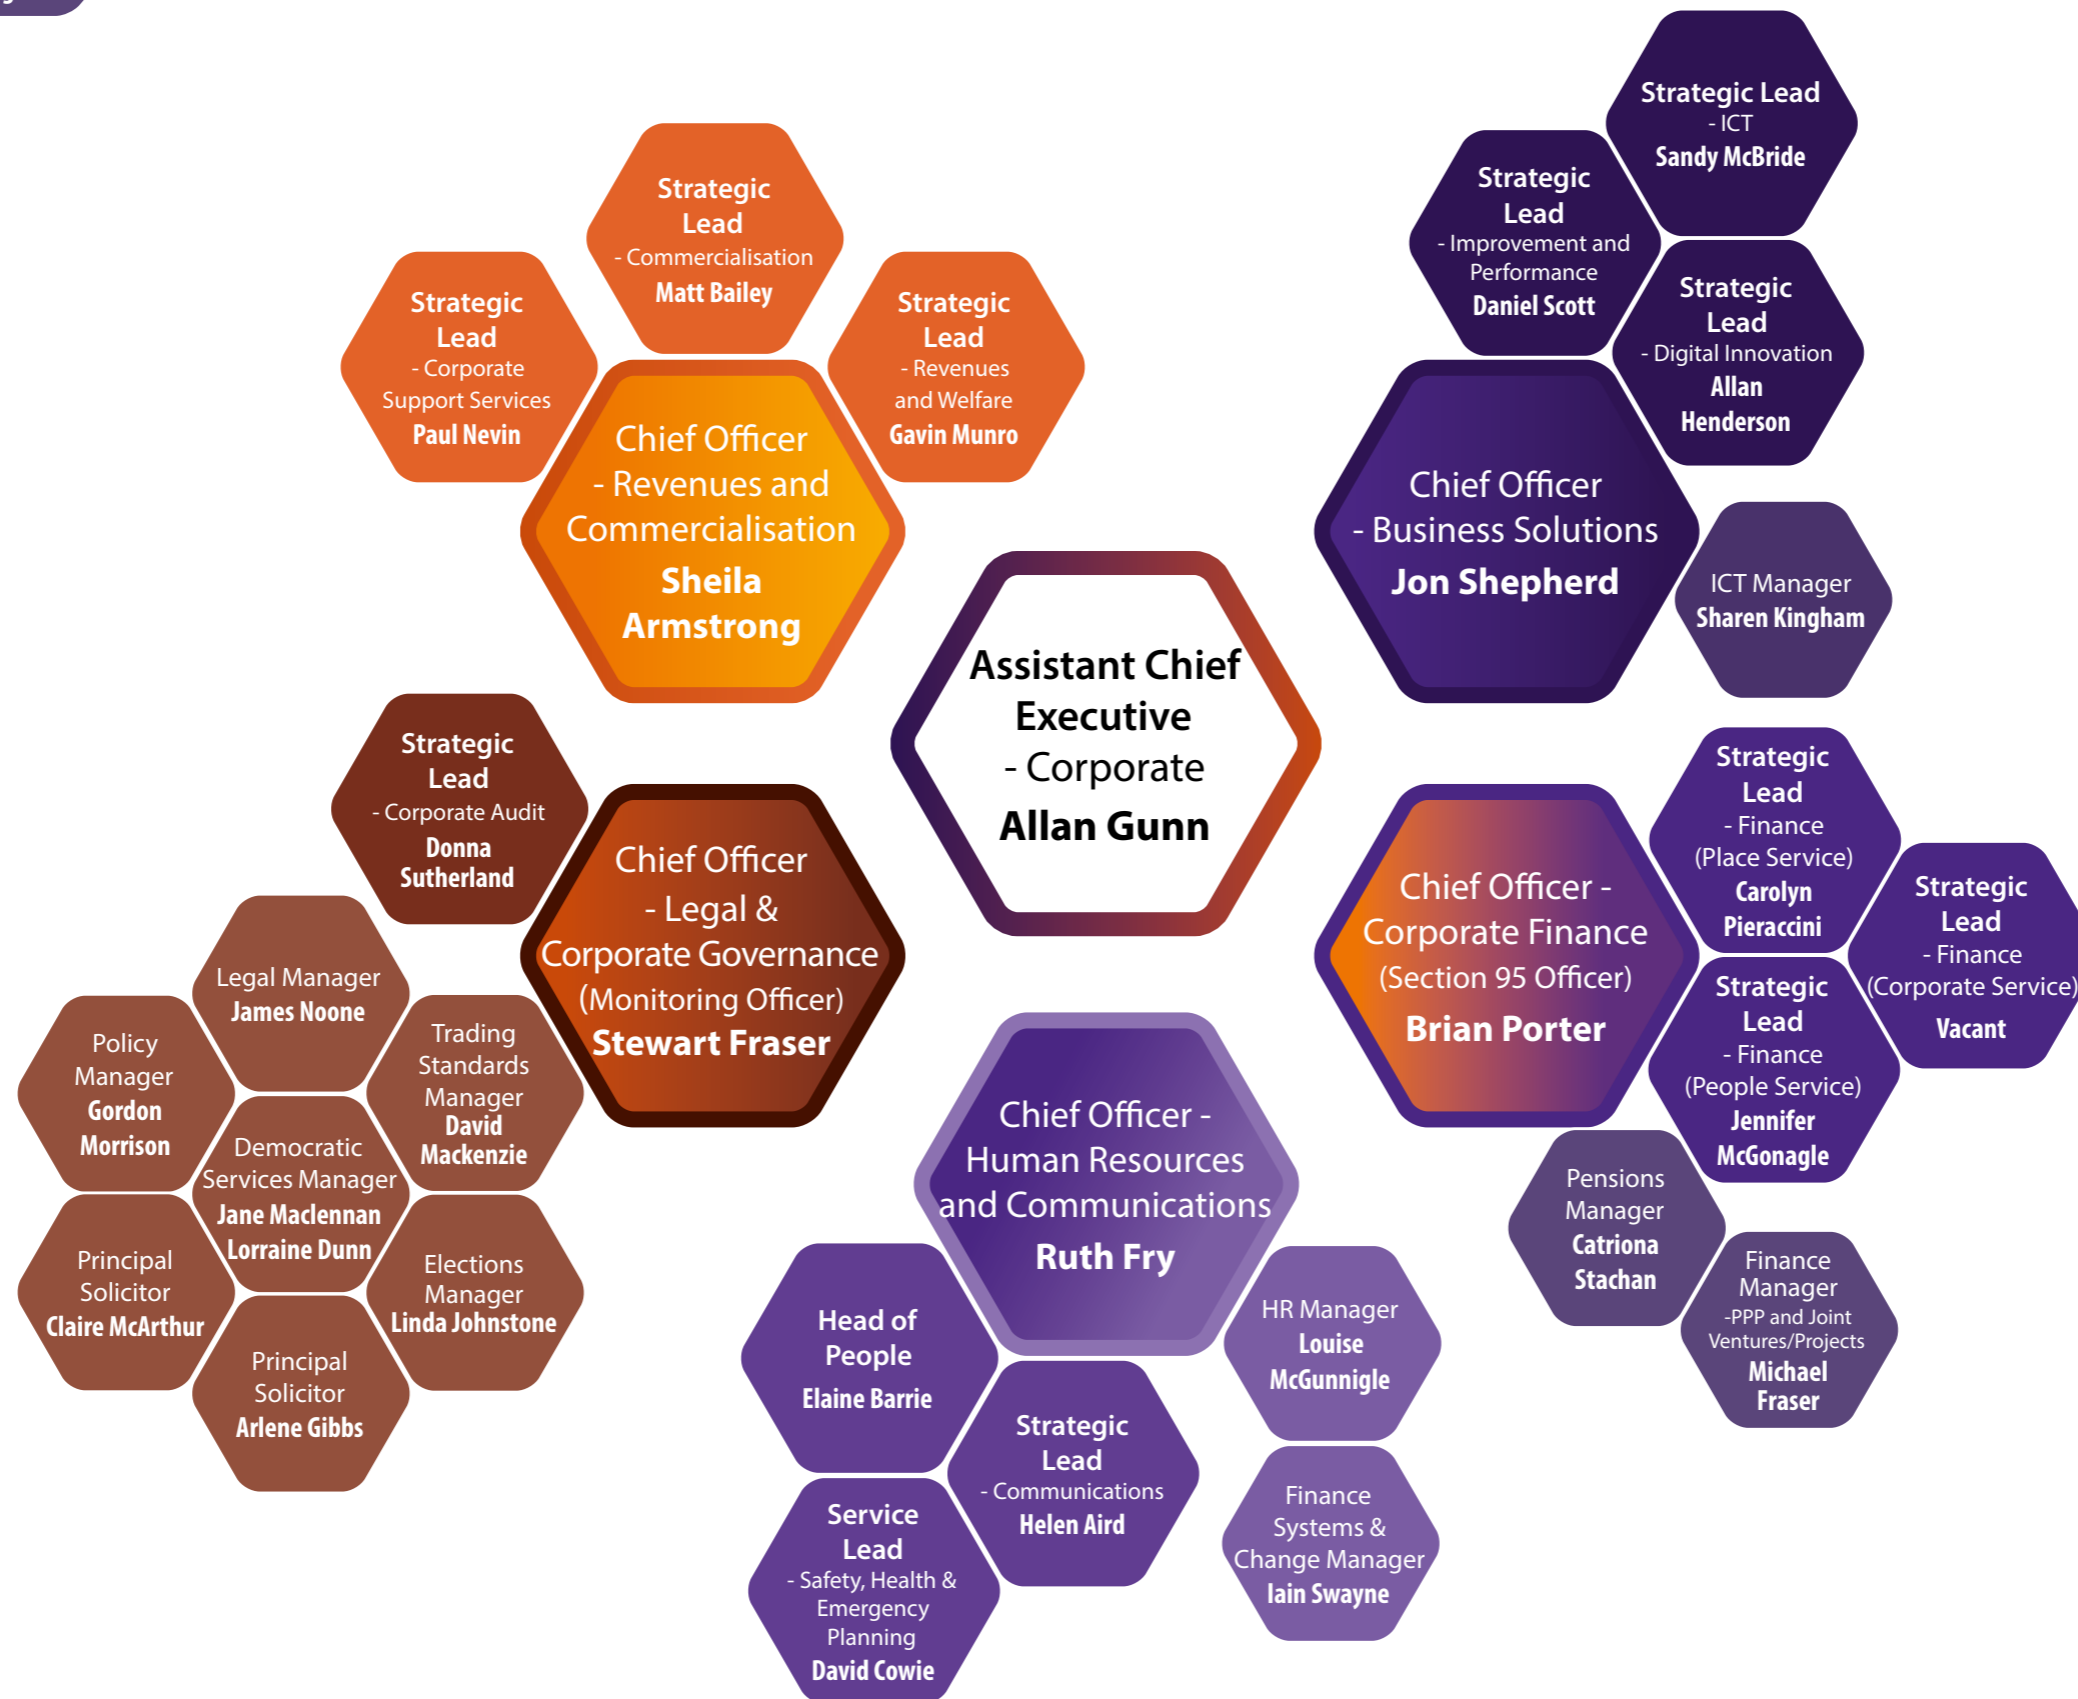 Strategic Lead
- ICT
Sandy McBride
Strategic
Lead
- Improvement and
Performance
Daniel Scott
Strategic
Lead
- Digital Innovation
Allan
Henderson
Chief Officer
- Business Solutions
Jon Shepherd
ICT Manager
Sharen Kingham
Strategic
Lead
- Commercialisation
Matt Bailey
Strategic
Lead
- Corporate
Support Services
Paul Nevin
Strategic
Lead
- Revenues
and Welfare
Gavin Munro
Chief Officer
- Revenues and
Commercialisation
Sheila
Armstrong
Assistant Chief
Executive
- Corporate
Allan Gunn
Strategic
Lead
- Corporate Audit
Donna
Sutherland
Chief Officer
- Legal &
Corporate Governance
(Monitoring Officer)
Stewart Fraser
Legal Manager
James Noone
Policy
Manager
Gordon
Morrison
Trading
Standards
Manager
David
Mackenzie
Democratic
Services Manager
Jane Maclennan
Lorraine Dunn
Principal
Solicitor
Claire McArthur
Elections
Manager
Linda Johnstone
Principal
Solicitor
Arlene Gibbs
Chief Officer -
Corporate Finance
(Section 95 Officer)
Brian Porter
Strategic
Lead
- Finance
(Place Service)
Carolyn
Pieraccini
Strategic
Lead
- Finance
(Corporate Service)
Vacant
Strategic
Lead
- Finance
(People Service)
Jennifer
McGonagle
Pensions
Manager
Catriona
Stachan
Finance
Manager
-PPP and Joint
Ventures/Projects
Michael
Fraser
Chief Officer -
Human Resources
and Communications
Ruth Fry
Head of
People
Elaine Barrie
Strategic
Lead
- Communications
Helen Aird
Service
Lead
- Safety, Health &
Emergency
Planning
David Cowie
HR Manager
Louise
McGunnigle
Finance
Systems &
Change Manager
Iain Swayne